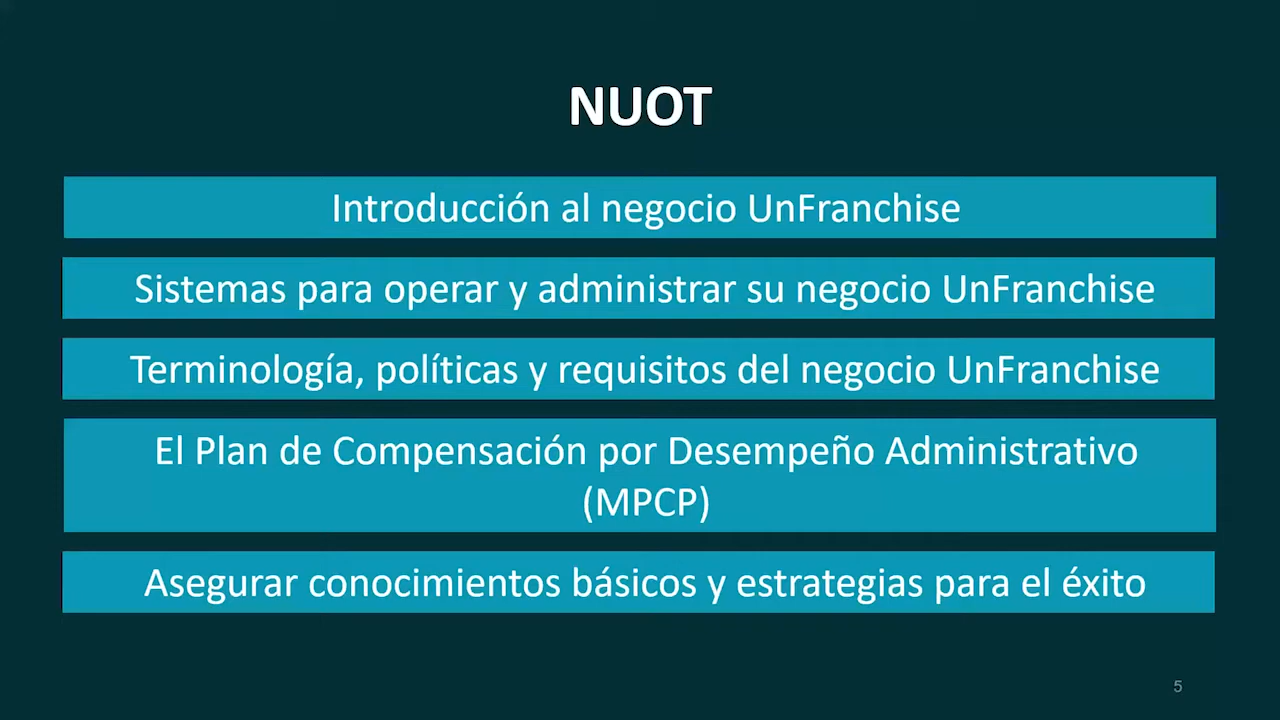 NUOT
Introducción al negocio UnFranchise
Sistemas para operar y administrar su negocio UnFranchise
Terminología, políticas y requisitos del negocio UnFranchise
El Plan de Compensación por Desempeño Administrativo
(MPCP)
Asegurar conocimientos básicos y estrategias para el éxito
5